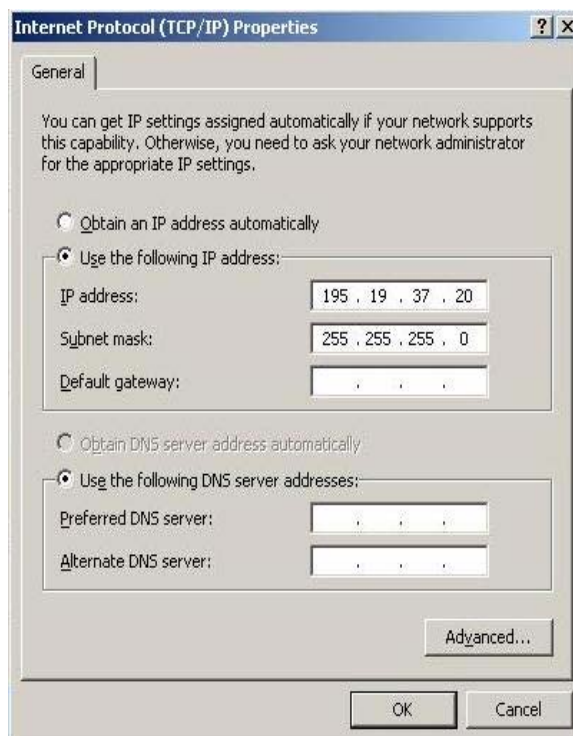 Internet Protocol (TCP/IP) Properties
General
You can get IP settings assigned automatically if your network supports
this capability. Otherwise, you need to ask your network administrator
for the appropriate IP settings.
Obtain an IP address automatically
Use the following IP address:
IP address: 195 . 19 . 37 . 20
Subnet mask: 255 . 255 . 255 . 0
Default gateway: . . .
Obtain DNS server address automatically
Use the following DNS server addresses:
Preferred DNS server: . . .
Alternate DNS server: . . .
Advanced...
OK Cancel